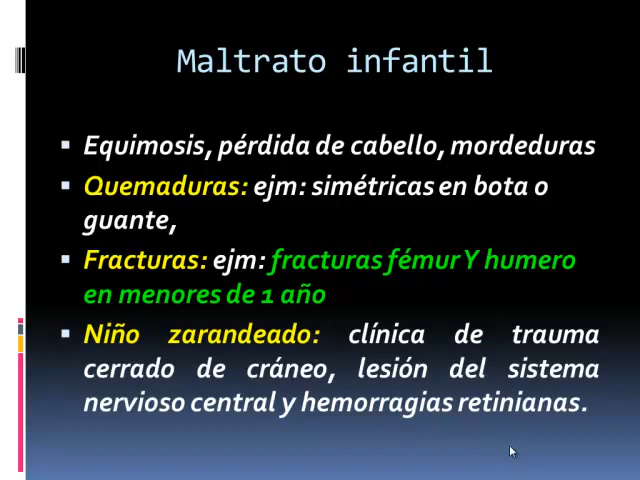 Maltrato infantil
▪ Equimosis, pérdida de cabello, mordeduras
▪ Quemaduras: ejm: simétricas en bota o
guante,
▪ Fracturas: ejm: fracturas fémur Y humero
en menores de 1 año
▪ Niño zarandeado: clínica de trauma
cerrado de cráneo, lesión del sistema
nervioso central y hemorragias retinianas.